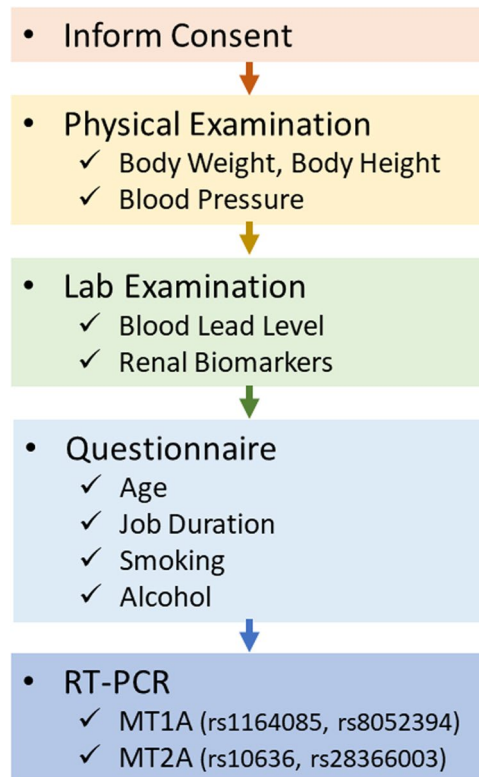 • Inform Consent
• Physical Examination
✓ Body Weight, Body Height
✓ Blood Pressure
• Lab Examination
✓ Blood Lead Level
✓ Renal Biomarkers
• Questionnaire
✓ Age
✓ Job Duration
✓ Smoking
✓ Alcohol
• RT-PCR
✓ MT1A (rs1164085, rs8052394)
✓ MT2A (rs10636, rs28366003)